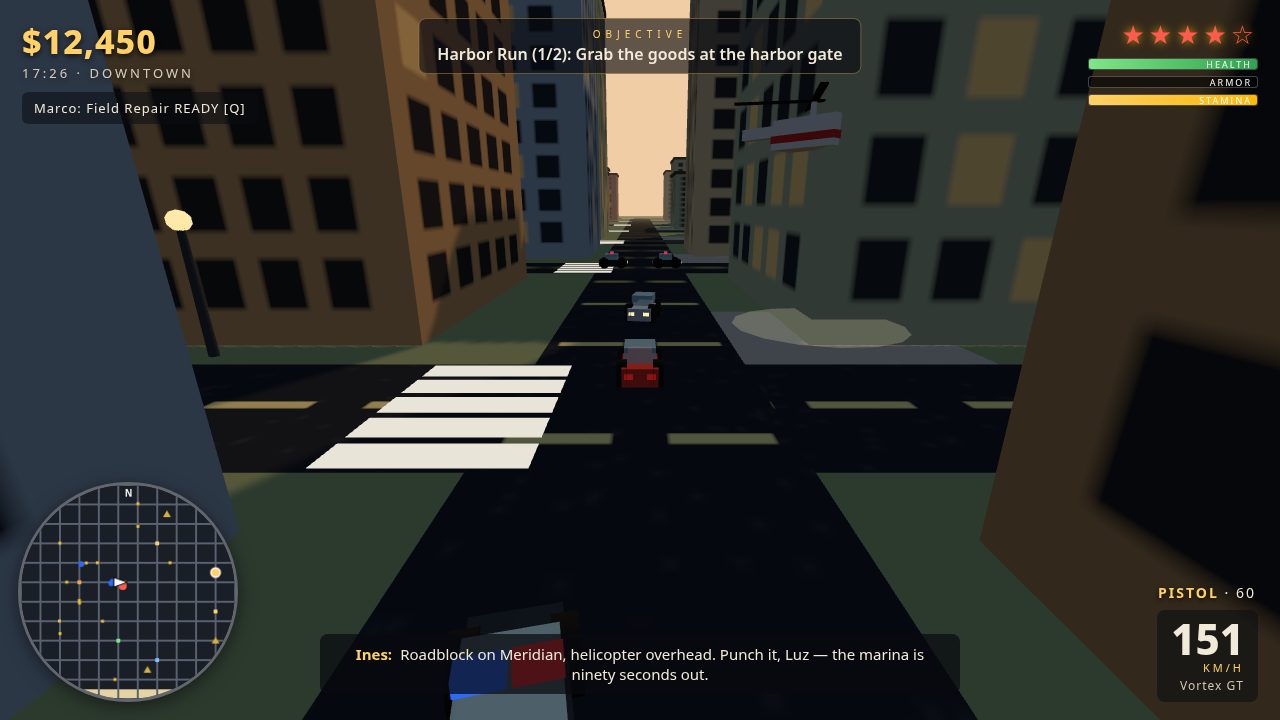 $12,450
17:26 · DOWNTOWN
Marco: Field Repair READY [Q]
OBJECTIVE
Harbor Run (1/2): Grab the goods at the harbor gate
HEALTH
ARMOR
STAMINA
N
Ines: Roadblock on Meridian, helicopter overhead. Punch it, Luz — the marina is
ninety seconds out.
PISTOL · 60
151
KM/H
Vortex GT